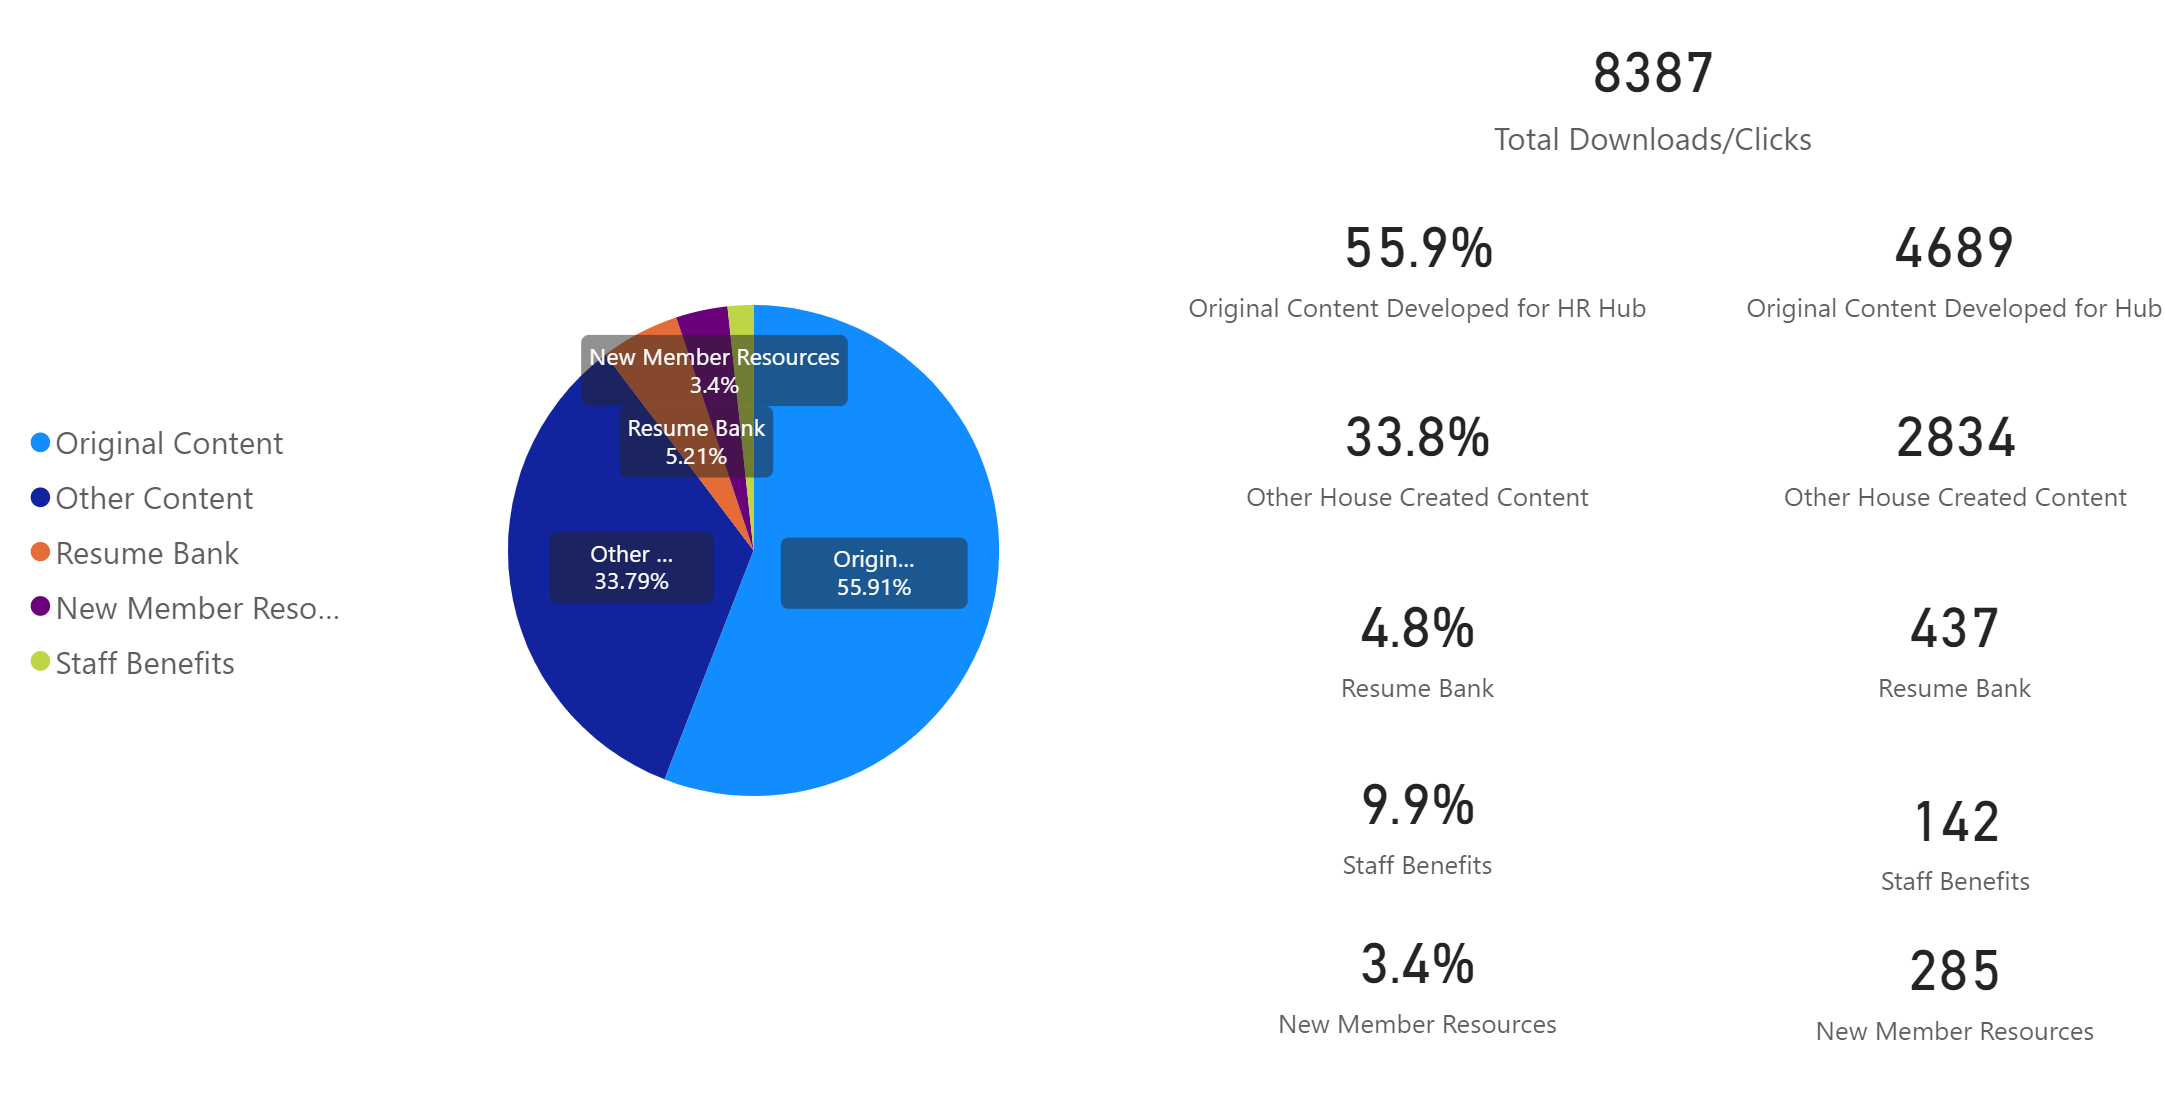 Original Content
Other Content
Resume Bank
New Member Reso...
Staff Benefits
New Member Resources
3.4%
Resume Bank
5.21%
Other ...
33.79%
Origin...
55.91%
8387
Total Downloads/Clicks
55.9%
Original Content Developed for HR Hub
4689
Original Content Developed for Hub
33.8%
Other House Created Content
2834
Other House Created Content
4.8%
Resume Bank
437
Resume Bank
9.9%
Staff Benefits
142
Staff Benefits
3.4%
New Member Resources
285
New Member Resources